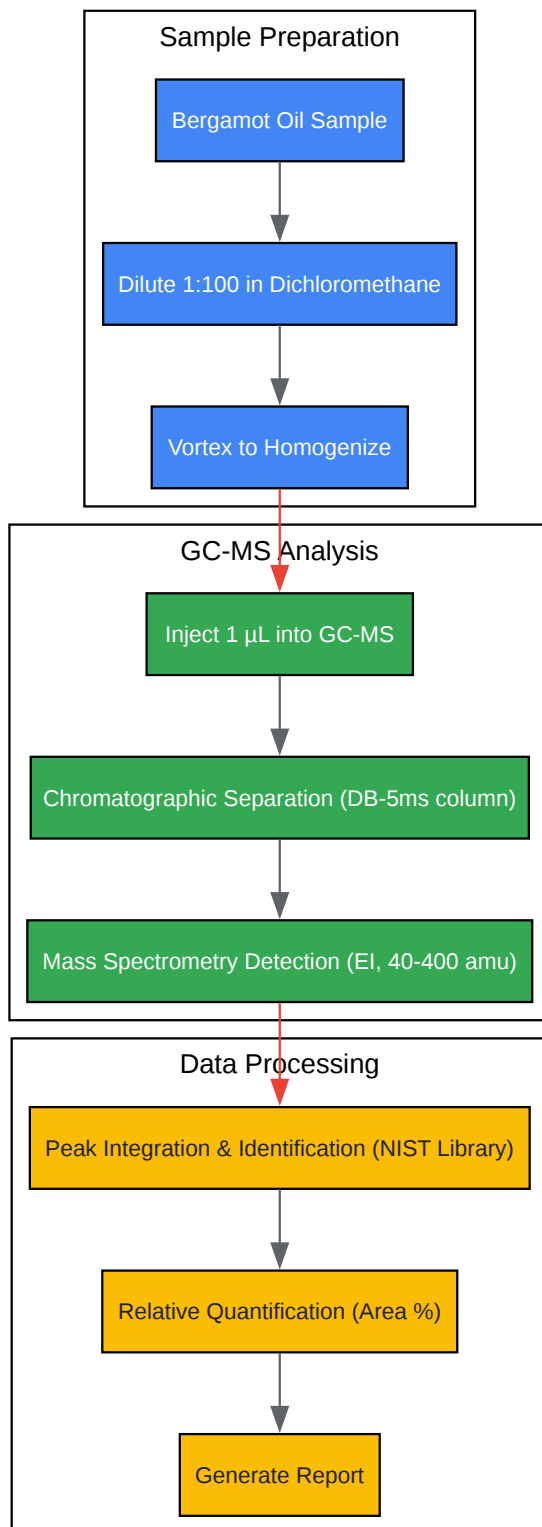 Sample Preparation
Bergamot Oil Sample
Dilute 1:100 in Dichloromethane
Vortex to Homogenize
GC-MS Analysis
Inject 1 µL into GC-MS
Chromatographic Separation (DB-5ms column)
Mass Spectrometry Detection (EI, 40-400 amu)
Data Processing
Peak Integration & Identification (NIST Library)
Relative Quantification (Area %)
Generate Report